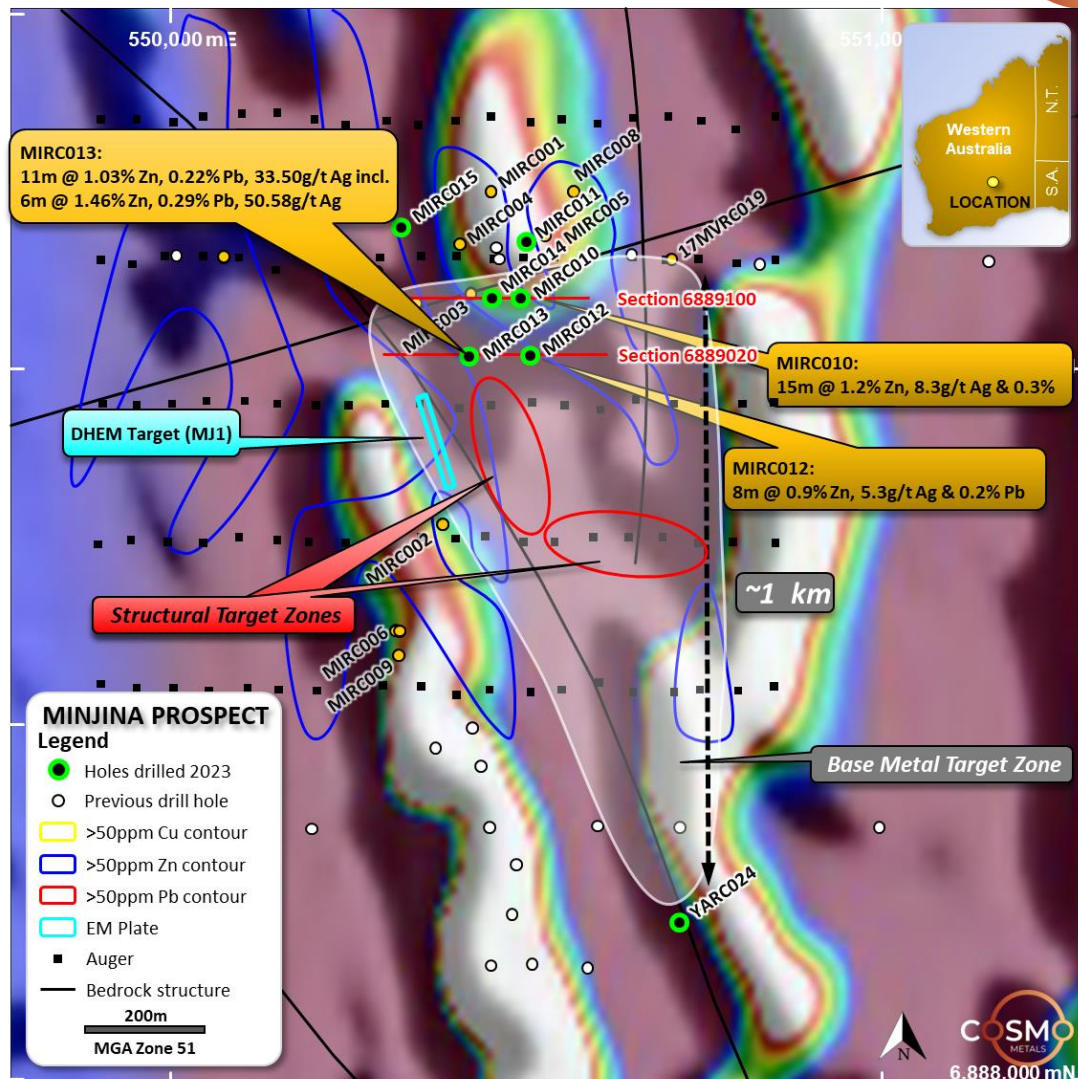 550,000 mE
551,00
N.T.
Western
Australia
S.A.
LOCATION
MIRC013:
11m @ 1.03% Zn, 0.22% Pb, 33.50g/t Ag incl.
6m @ 1.46% Zn, 0.29% Pb, 50.58g/t Ag
MIRC001
MIRC008
MIRC015
MIRC004
MIRC011
MIRC005
17MVRC019
MIRC014
MIRC010
Section 6889100
MIRC003
MIRC013
MIRC012
Section 6889020
MIRC010:
15m @ 1.2% Zn, 8.3g/t Ag & 0.3%
DHEM Target (MJ1)
MIRC012:
8m @ 0.9% Zn, 5.3g/t Ag & 0.2% Pb
MIRC002
~1 km
Structural Target Zones
MIRC006
MIRC009
Base Metal Target Zone
YARC024
MINJINA PROSPECT
Legend
Holes drilled 2023
Previous drill hole
>50ppm Cu contour
>50ppm Zn contour
>50ppm Pb contour
EM Plate
Auger
Bedrock structure
200m
MGA Zone 51
N
COSMO
METALS
6,888,000 mN